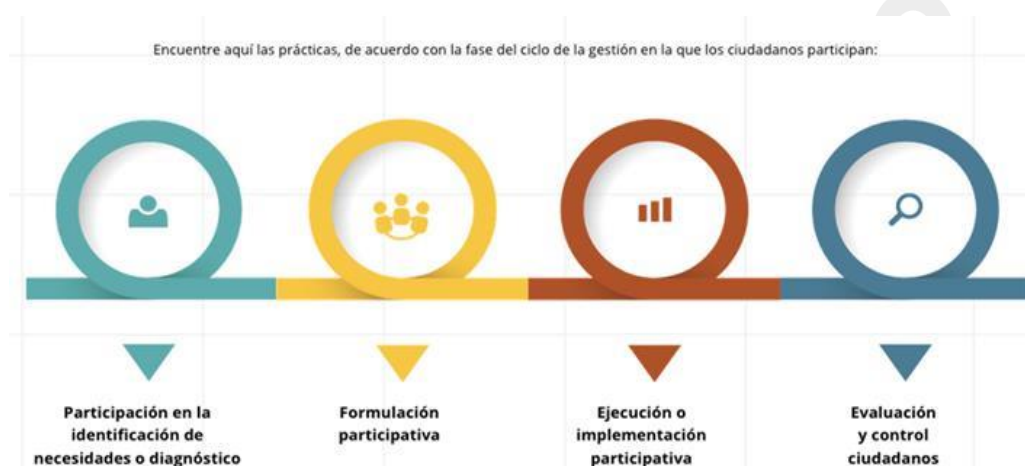 Encuentre aquí las prácticas, de acuerdo con la fase del ciclo de la gestión en la que los ciudadanos participan:
Participación en la
identificación de
necesidades o diagnóstico
Formulación
participativa
Ejecución o
implementación
participativa
Evaluación
y control
ciudadanos